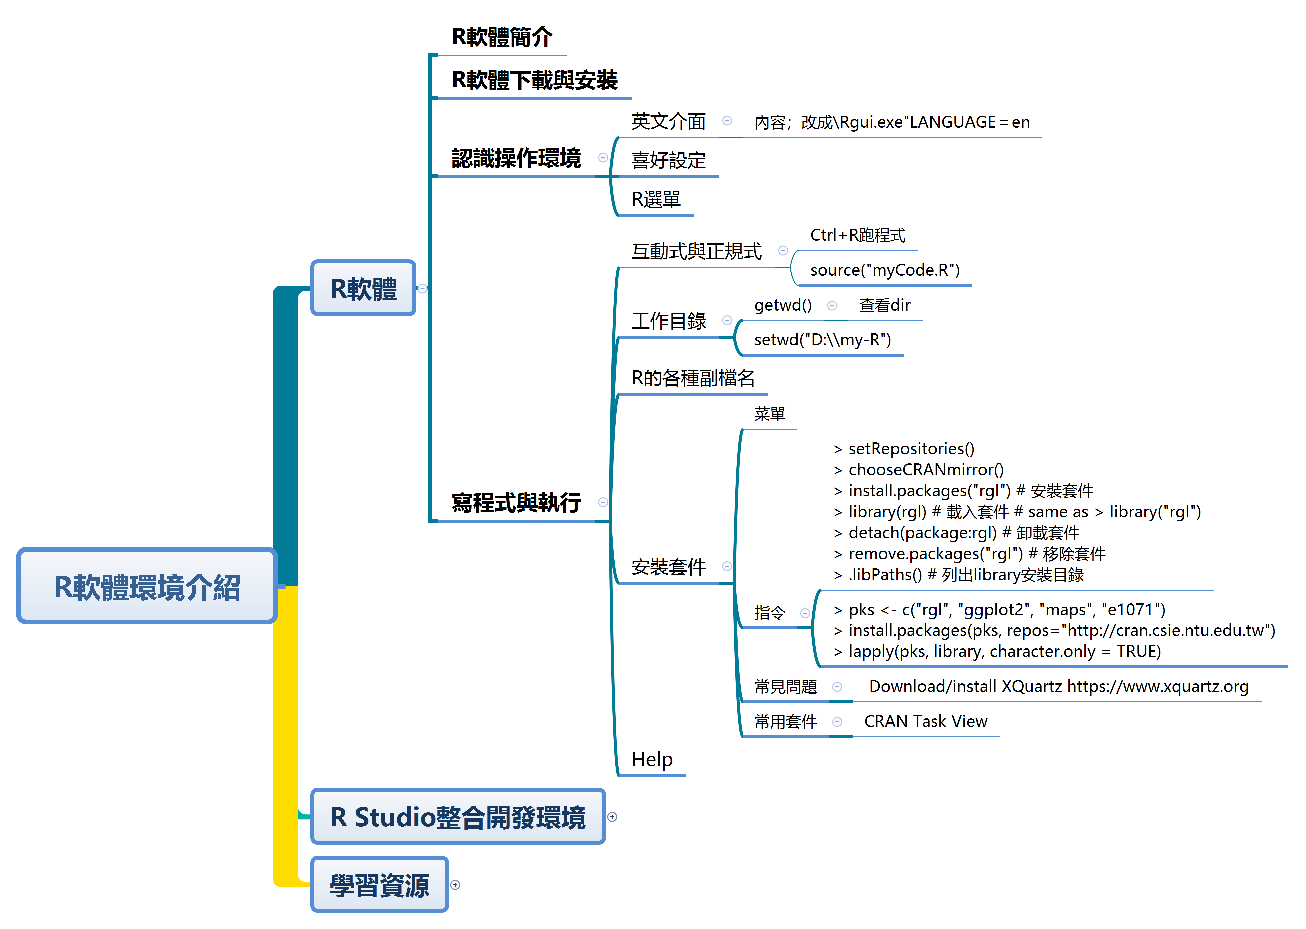 R軟體簡介
R軟體下載與安裝
英文介面
內容；改成\Rgui.exe"LANGUAGE＝en
認識操作環境
喜好設定
R選單
互動式與正規式
Ctrl+R跑程式
source("myCode.R")
R軟體
工作目錄
getwd()
查看dir
setwd("D:\\my-R")
R的各種副檔名
菜單
> setRepositories()
> chooseCRANmirror()
> install.packages("rgl") # 安裝套件
> library(rgl) # 載入套件 # same as > library("rgl")
> detach(package:rgl) # 卸載套件
> remove.packages("rgl") # 移除套件
> .libPaths() # 列出library安裝目錄
寫程式與執行
安裝套件
指令
> pks <- c("rgl", "ggplot2", "maps", "e1071")
> install.packages(pks, repos="http://cran.csie.ntu.edu.tw")
> lapply(pks, library, character.only = TRUE)
R軟體環境介紹
常見問題
Download/install XQuartz https://www.xquartz.org
常用套件
CRAN Task View
Help
R Studio整合開發環境
學習資源